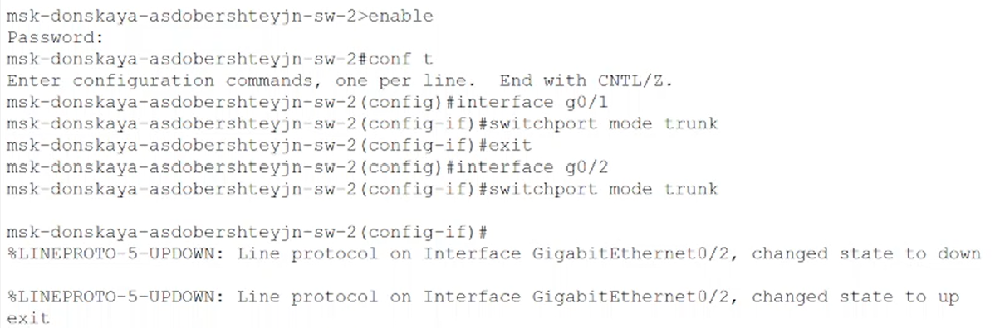 msk-donskaya-asdobershteyjn-sw-2>enable
Password:
msk-donskaya-asdobershteyjn-sw-2#conf t
Enter configuration commands, one per line.  End with CNTL/Z.
msk-donskaya-asdobershteyjn-sw-2(config)#interface g0/1
msk-donskaya-asdobershteyjn-sw-2(config-if)#switchport mode trunk
msk-donskaya-asdobershteyjn-sw-2(config-if)#exit
msk-donskaya-asdobershteyjn-sw-2(config)#interface g0/2
msk-donskaya-asdobershteyjn-sw-2(config-if)#switchport mode trunk
msk-donskaya-asdobershteyjn-sw-2(config-if)#
%LINEPROTO-5-UPDOWN: Line protocol on Interface GigabitEthernet0/2, changed state to down
%LINEPROTO-5-UPDOWN: Line protocol on Interface GigabitEthernet0/2, changed state to up
exit